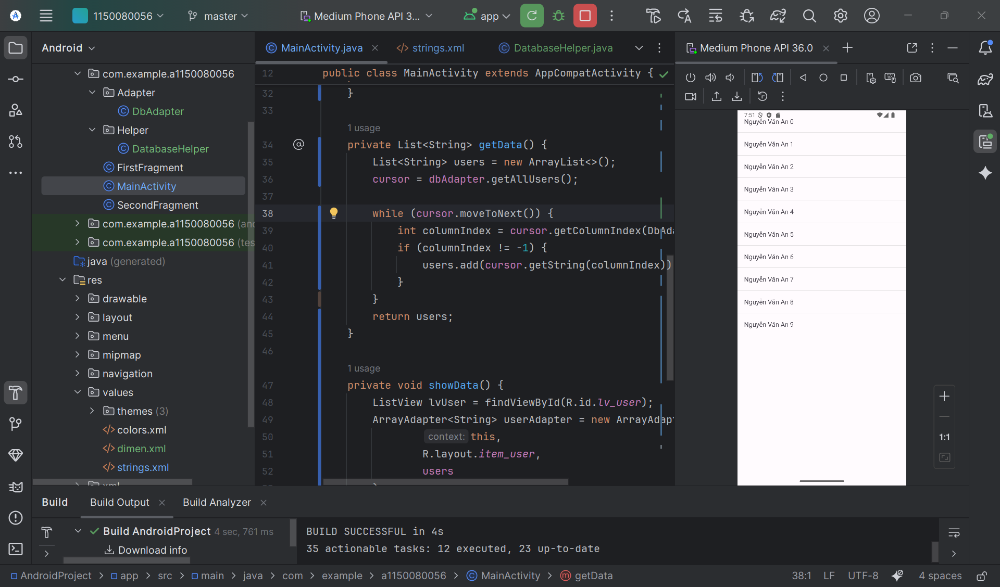 1150080056
master
Medium Phone API 3...
app
Android
com.example.a1150080056
Adapter
DbAdapter
Helper
DatabaseHelper
FirstFragment
MainActivity
SecondFragment
com.example.a1150080056 (and
com.example.a1150080056 (tes
java (generated)
res
drawable
layout
menu
mipmap
navigation
values
themes (3)
colors.xml
dimen.xml
strings.xml
xml
MainActivity.java
strings.xml
DatabaseHelper.java
12 public class MainActivity extends AppCompatActivity {
32 }
33
1 usage
34 private List<String> getData() {
35 List<String> users = new ArrayList<>();
36 cursor = dbAdapter.getAllUsers();
37
38 while (cursor.moveToNext()) {
39 int columnIndex = cursor.getColumnIndex(DbAda
40 if (columnIndex != -1) {
41 users.add(cursor.getString(columnIndex))
42 }
43 }
44 return users;
45 }
46
1 usage
47 private void showData() {
48 ListView lvUser = findViewById(R.id.lv_user);
49 ArrayAdapter<String> userAdapter = new ArrayAdapt
50 context: this,
51 R.layout.item_user,
52 users
Medium Phone API 36.0
7:51
Nguyễn Văn An 0
Nguyễn Văn An 1
Nguyễn Văn An 2
Nguyễn Văn An 3
Nguyễn Văn An 4
Nguyễn Văn An 5
Nguyễn Văn An 6
Nguyễn Văn An 7
Nguyễn Văn An 8
Nguyễn Văn An 9
1:1
Build
Build Output
Build Analyzer
Build AndroidProject 4 sec, 761 ms
Download info
BUILD SUCCESSFUL in 4s
35 actionable tasks: 12 executed, 23 up-to-date
AndroidProject > app > src > main > java > com > example > a1150080056 > MainActivity > getData
38:1 LF UTF-8 4 spaces